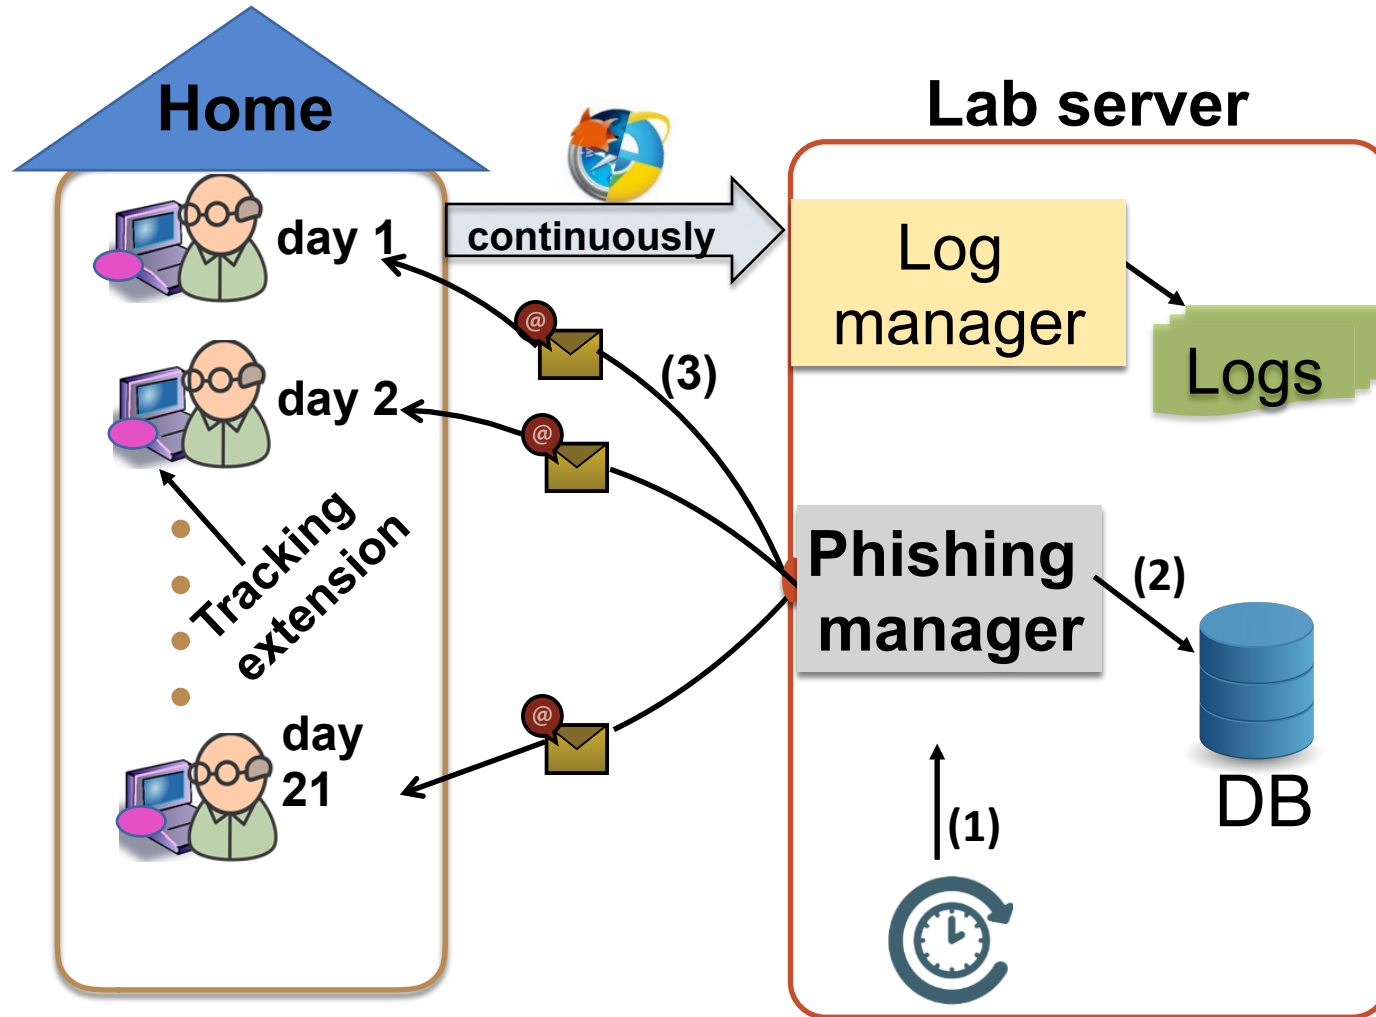 Home
Lab server
day 1
continuously
Log
manager
Logs
@
(3)
day 2
@
Tracking
extension
Phishing
manager
(2)
@
day
21
DB
(1)